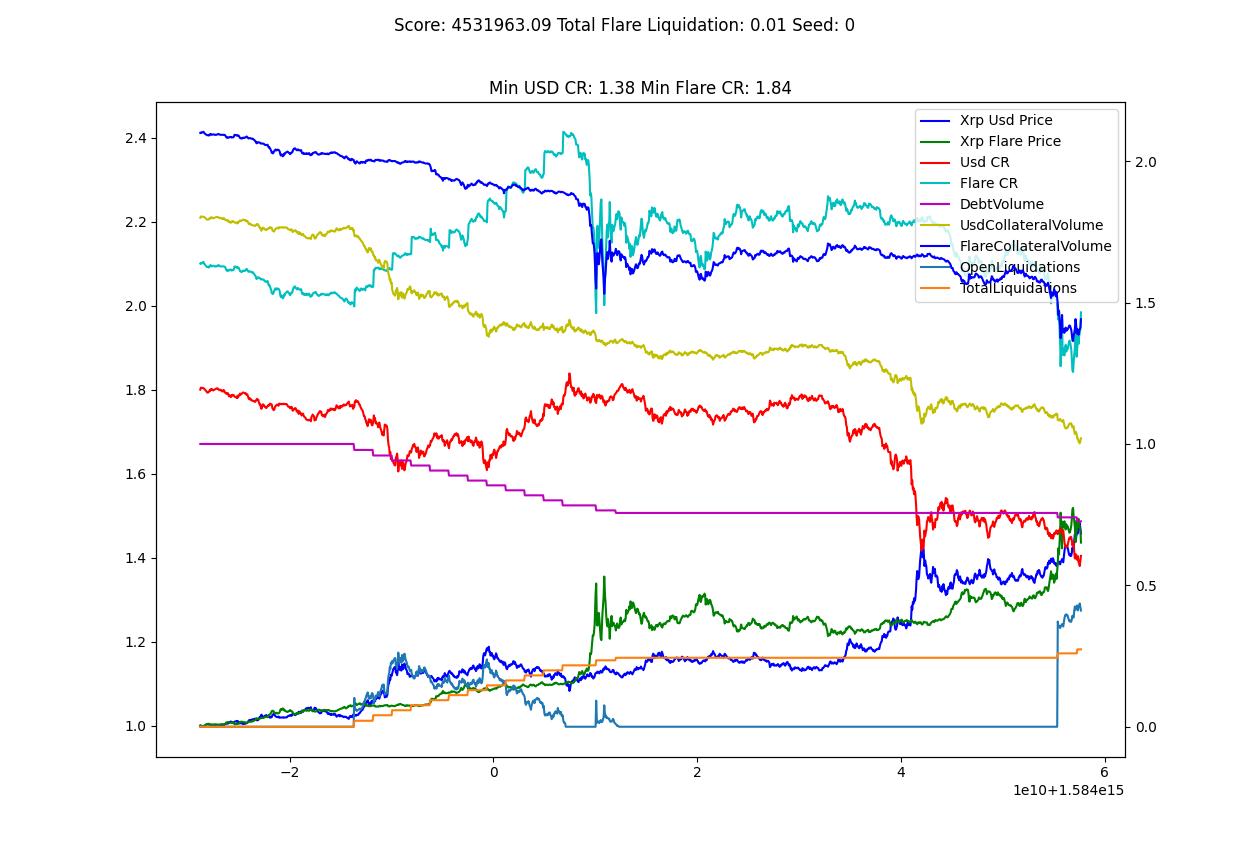 Score: 4531963.09 Total Flare Liquidation: 0.01 Seed: 0
Min USD CR: 1.38 Min Flare CR: 1.84
Xrp Usd Price
Xrp Flare Price
Usd CR
Flare CR
DebtVolume
UsdCollateralVolume
FlareCollateralVolume
OpenLiquidations
TotalLiquidations
2.4
2.2
2.0
1.8
1.6
1.4
1.2
1.0
2.0
1.5
1.0
0.5
0.0
−2
0
2
4
6
1e10+1.584e15